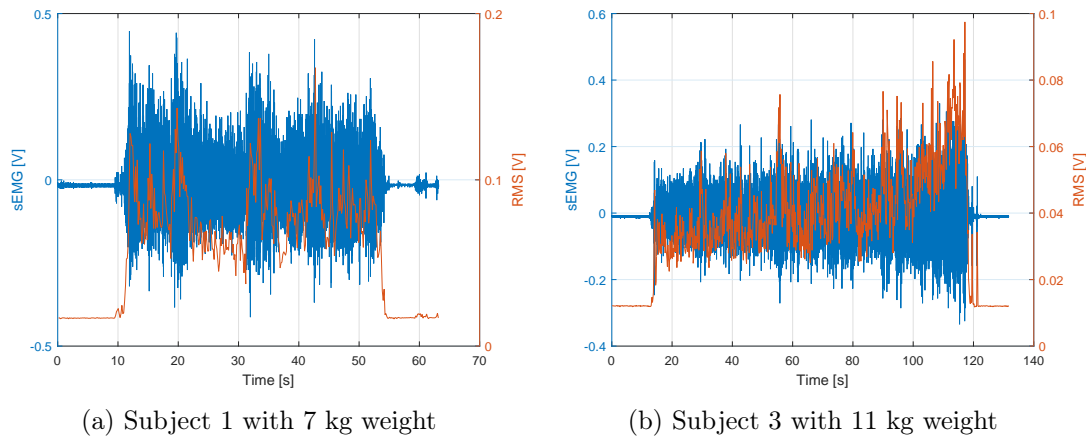 0.5
0
-0.5
sEMG [V]
0 10 20 30 40 50 60 70
Time [s]
0.2
0.1
0
RMS [V]
(a) Subject 1 with 7 kg weight
0.6
0.4
0.2
0
-0.2
-0.4
sEMG [V]
0 20 40 60 80 100 120 140
Time [s]
0.1
0.08
0.06
0.04
0.02
0
RMS [V]
(b) Subject 3 with 11 kg weight